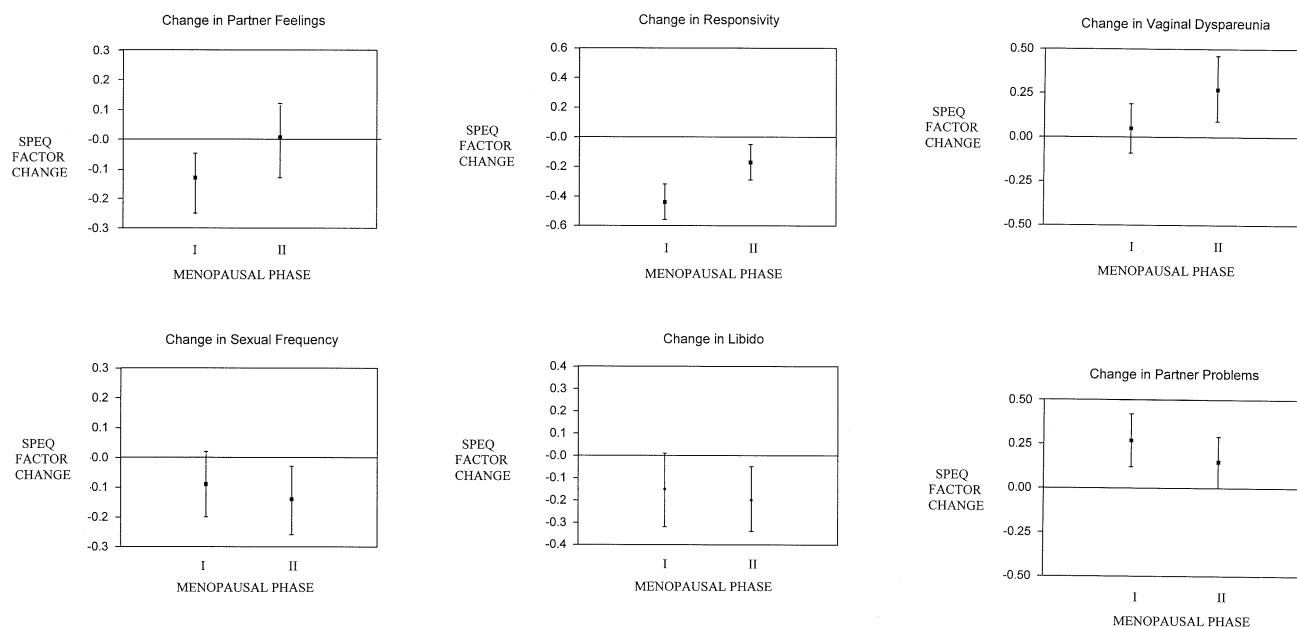 Change in Partner Feelings
0.3
0.2
0.1
-0.0
-0.1
-0.2
-0.3
SPEQ
FACTOR
CHANGE
I II
MENOPAUSAL PHASE
Change in Responsivity
0.6
0.4
0.2
-0.0
-0.2
-0.4
-0.6
SPEQ
FACTOR
CHANGE
I II
MENOPAUSAL PHASE
Change in Vaginal Dyspareunia
0.50
0.25
0.00
-0.25
-0.50
SPEQ
FACTOR
CHANGE
I II
MENOPAUSAL PHASE
Change in Sexual Frequency
0.3
0.2
0.1
-0.0
-0.1
-0.2
-0.3
SPEQ
FACTOR
CHANGE
I II
MENOPAUSAL PHASE
Change in Libido
0.4
0.3
0.2
0.1
-0.0
-0.1
-0.2
-0.3
-0.4
SPEQ
FACTOR
CHANGE
I II
MENOPAUSAL PHASE
Change in Partner Problems
0.50
0.25
0.00
-0.25
-0.50
SPEQ
FACTOR
CHANGE
I II
MENOPAUSAL PHASE